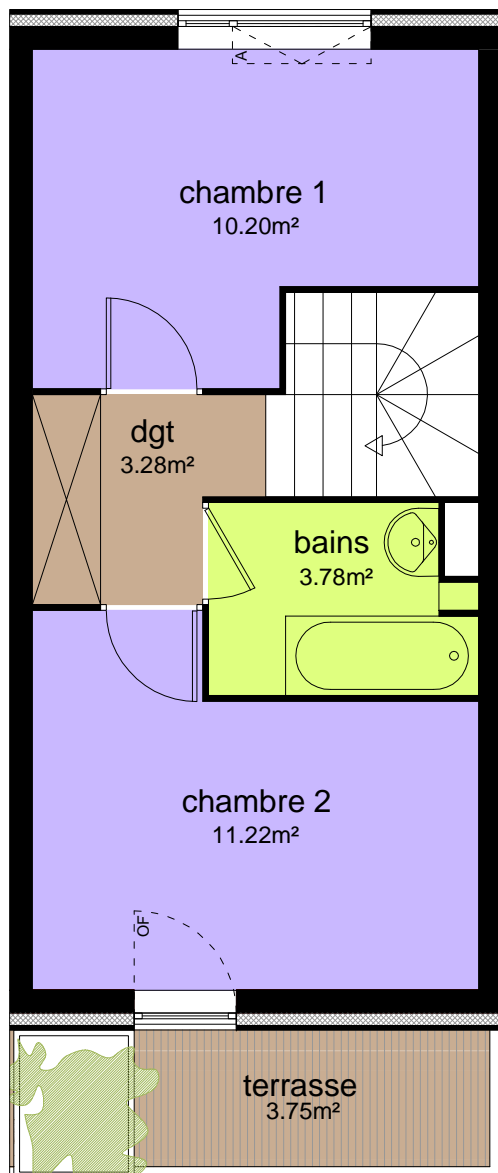 A
chambre 1
10.20m²
dgt
3.28m²
bains
3.78m²
chambre 2
11.22m²
OF
terrasse
3.75m²